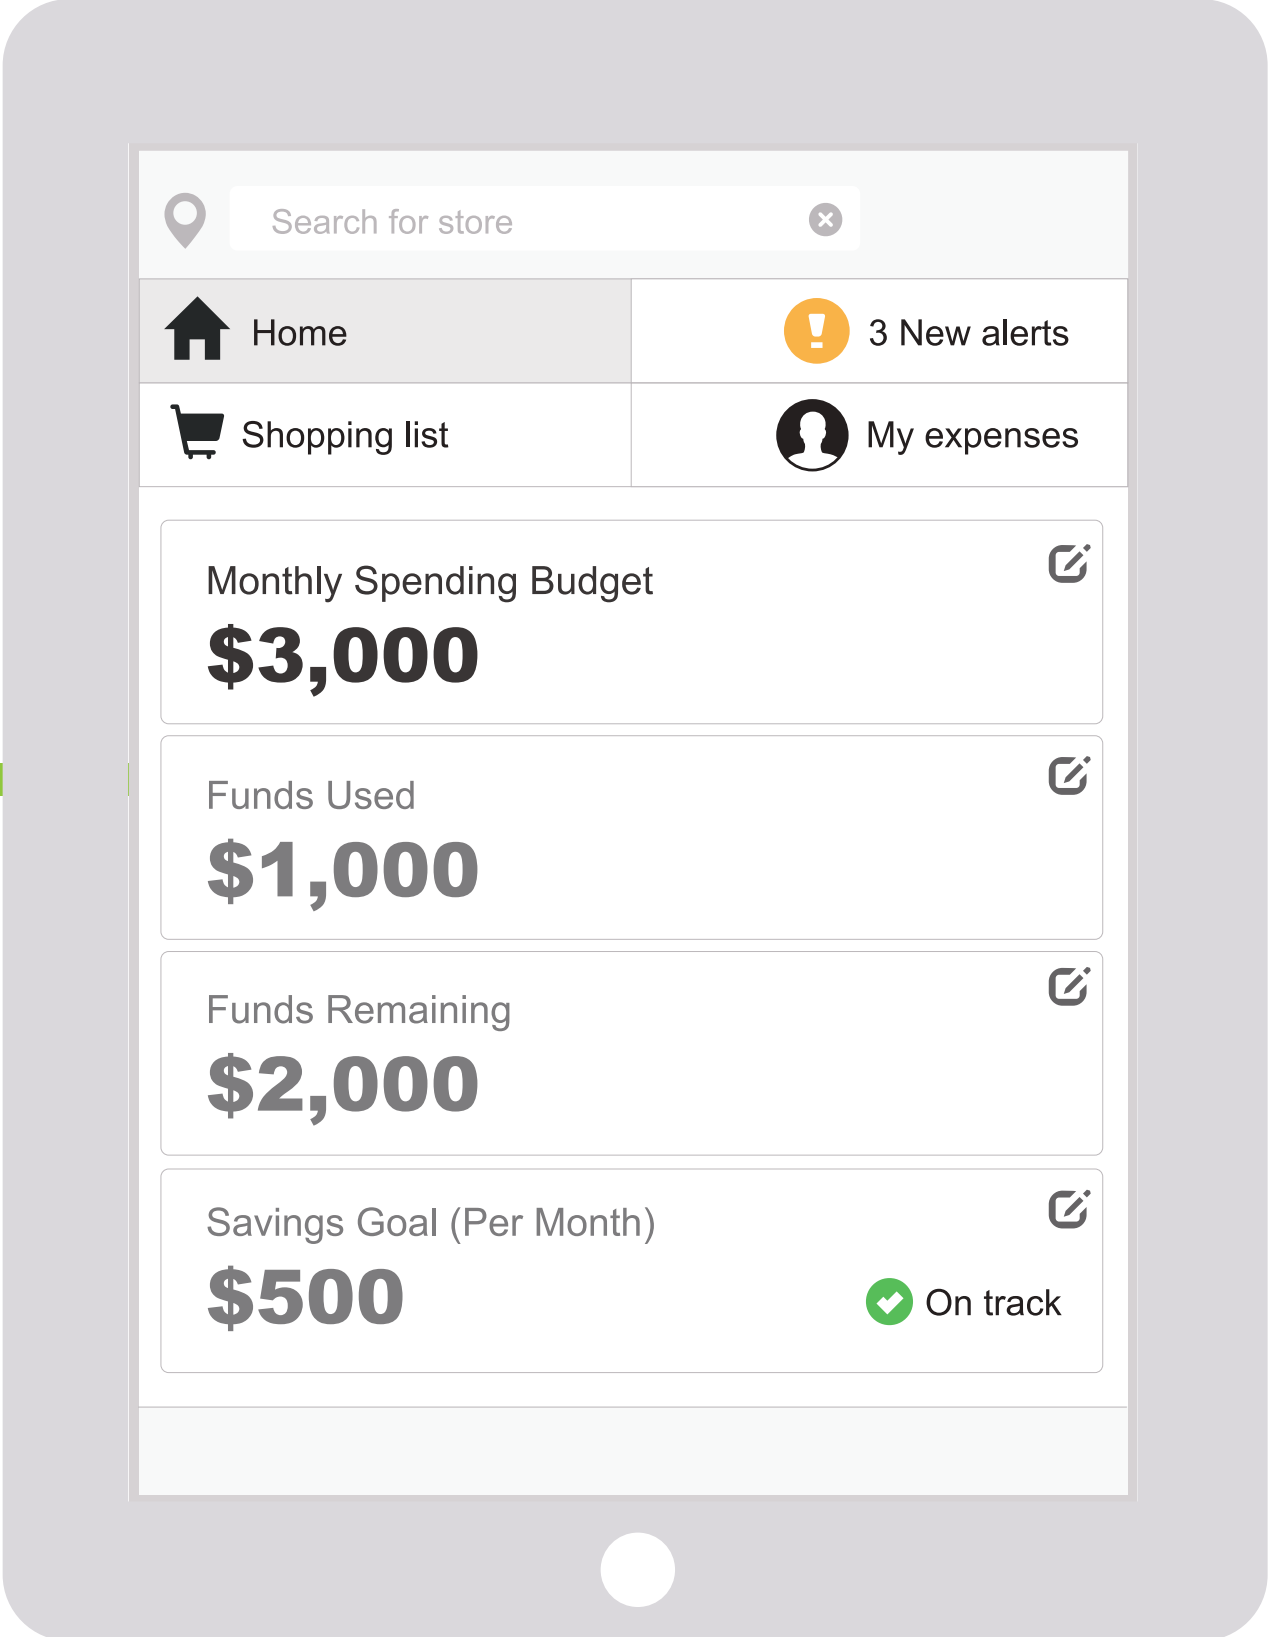 Search for store
Home
3 New alerts
Shopping list
My expenses
Monthly Spending Budget
$3,000
Funds Used
$1,000
Funds Remaining
$2,000
Savings Goal (Per Month)
$500
On track